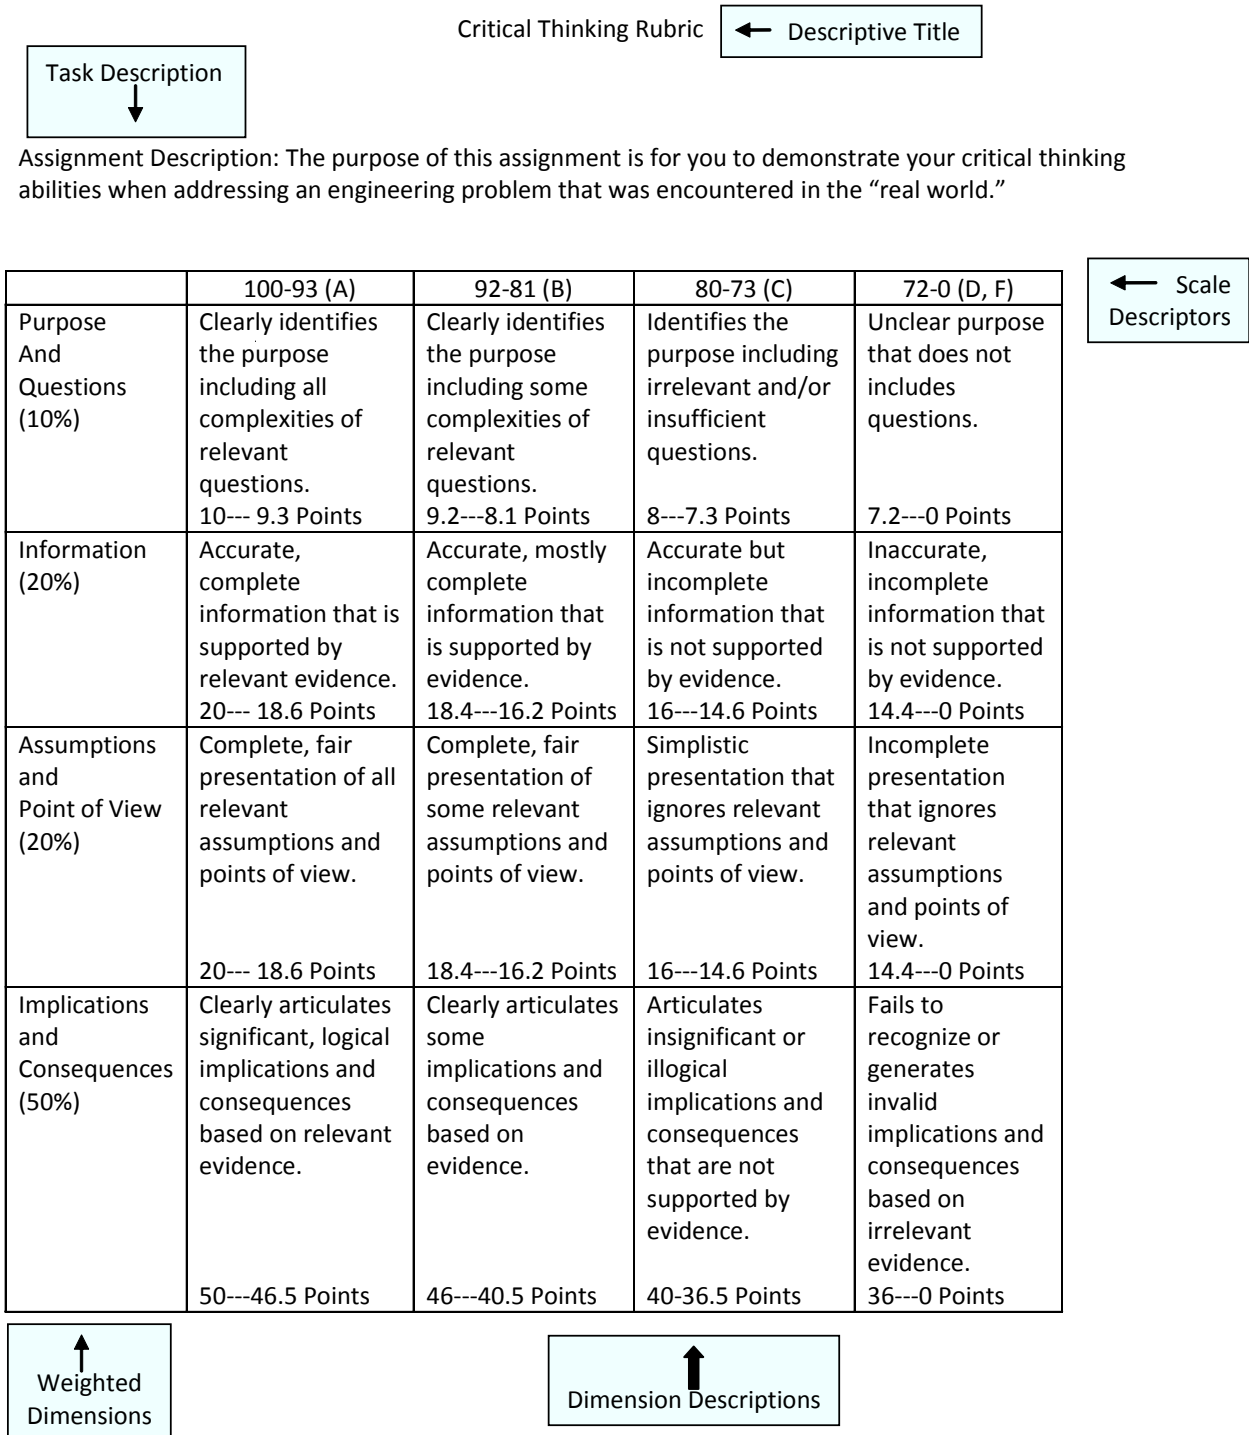 Critical Thinking Rubric
Descriptive Title
Task Description
Assignment Description: The purpose of this assignment is for you to demonstrate your critical thinking
abilities when addressing an engineering problem that was encountered in the “real world.”
100-93 (A)
92-81 (B)
80-73 (C)
72-0 (D, F)
Scale
Descriptors
Purpose
And
Questions
(10%)
Clearly identifies
the purpose
including all
complexities of
relevant
questions.
10--- 9.3 Points
Clearly identifies
the purpose
including some
complexities of
relevant
questions.
9.2---8.1 Points
Identifies the
purpose including
irrelevant and/or
insufficient
questions.
8---7.3 Points
Unclear purpose
that does not
includes
questions.
7.2---0 Points
Information
(20%)
Accurate,
complete
information that is
supported by
relevant evidence.
20--- 18.6 Points
Accurate, mostly
complete
information that
is supported by
evidence.
18.4---16.2 Points
Accurate but
incomplete
information that
is not supported
by evidence.
16---14.6 Points
Inaccurate,
incomplete
information that
is not supported
by evidence.
14.4---0 Points
Assumptions
and
Point of View
(20%)
Complete, fair
presentation of all
relevant
assumptions and
points of view.
20--- 18.6 Points
Complete, fair
presentation of
some relevant
assumptions and
points of view.
18.4---16.2 Points
Simplistic
presentation that
ignores relevant
assumptions and
points of view.
16---14.6 Points
Incomplete
presentation
that ignores
relevant
assumptions
and points of
view.
14.4---0 Points
Implications
and
Consequences
(50%)
Clearly articulates
significant, logical
implications and
consequences
based on relevant
evidence.
50---46.5 Points
Clearly articulates
some
implications and
consequences
based on
evidence.
46---40.5 Points
Articulates
insignificant or
illogical
implications and
consequences
that are not
supported by
evidence.
40-36.5 Points
Fails to
recognize or
generates
invalid
implications and
consequences
based on
irrelevant
evidence.
36---0 Points
Weighted
Dimensions
Dimension Descriptions